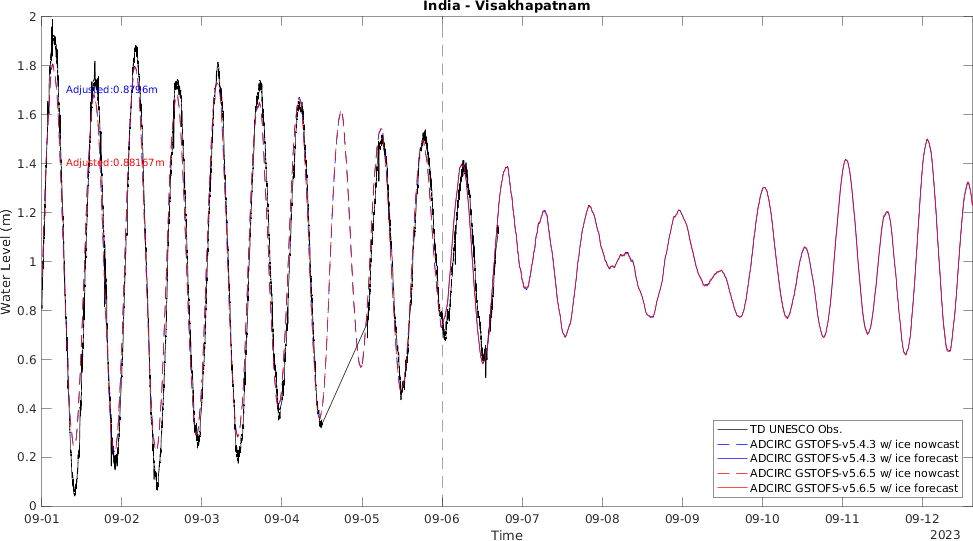 India - Visakhapatnam
2
1.8
1.6
1.4
1.2
1
0.8
0.6
0.4
0.2
0
Water Level (m)
Adjusted:0.8796m
Adjusted:0.88167m
TD UNESCO Obs.
ADCIRC GSTOFS-v5.4.3 w/ ice nowcast
ADCIRC GSTOFS-v5.4.3 w/ ice forecast
ADCIRC GSTOFS-v5.6.5 w/ ice nowcast
ADCIRC GSTOFS-v5.6.5 w/ ice forecast
09-01 09-02 09-03 09-04 09-05 09-06 09-07 09-08 09-09 09-10 09-11 09-12
Time
2023